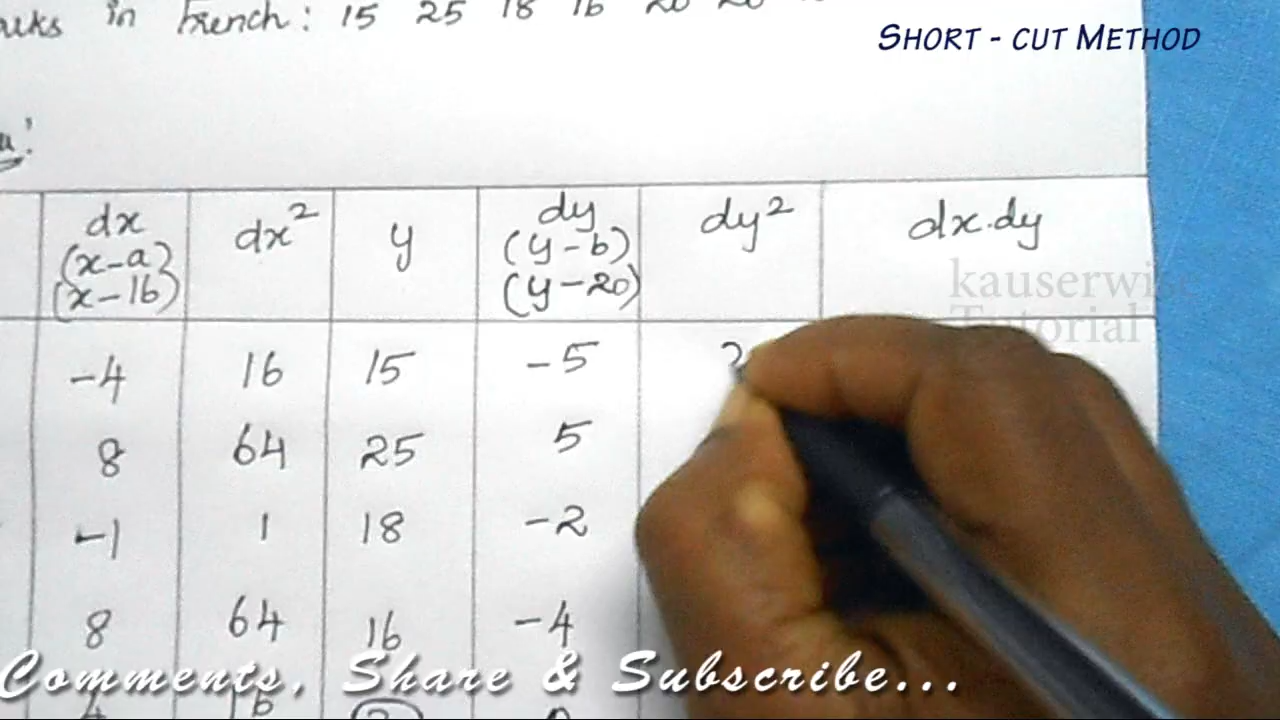 in French: 15 25 18 16 20 20
SHORT - CUT METHOD
dx dx² y dy dy² dx.dy
(x-a) (y-b)
(x-16) (y-20)
kauserwise
Tutorial
-4 16 15 -5
8 64 25 5
-1 1 18 -2
8 64 16 -4
Comments, Share & Subscribe...